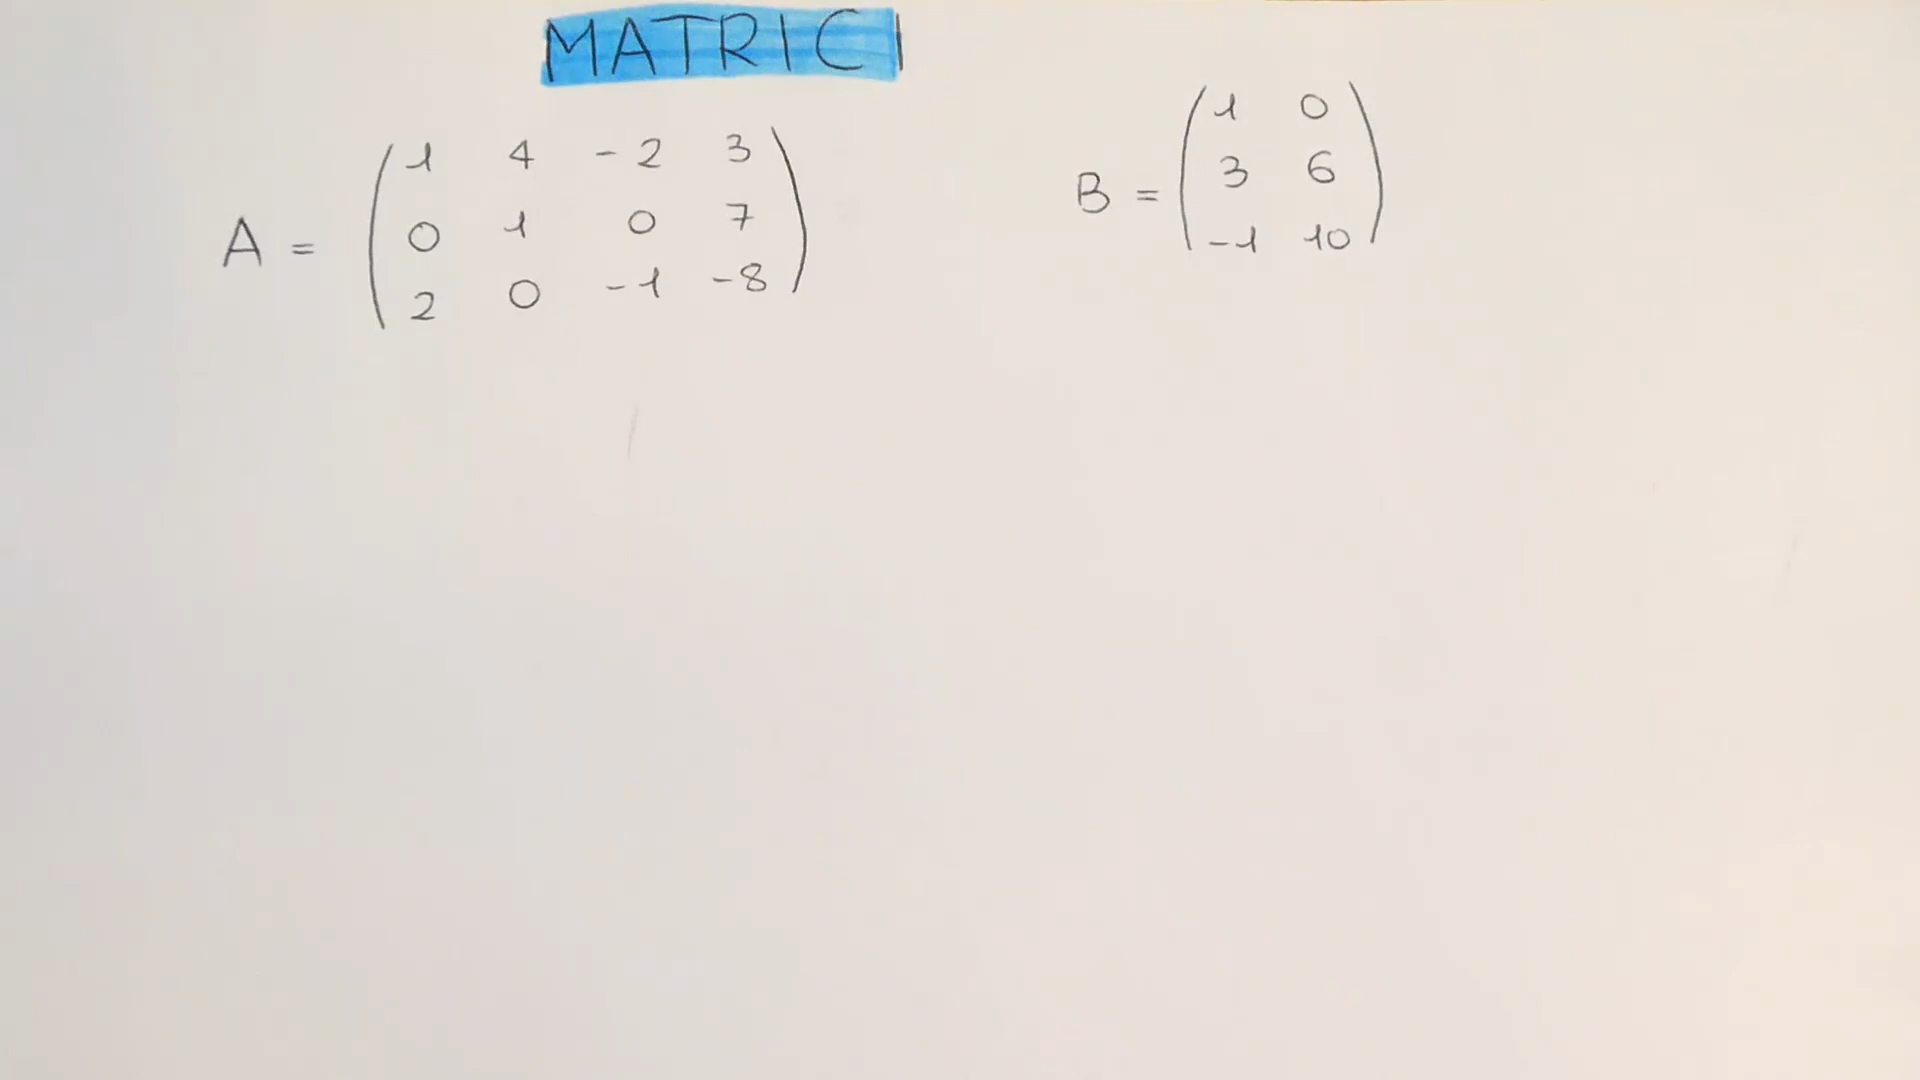 MATRICI
A = ( 1 4 -2 3
0 1 0 7
2 0 -1 -8 )
B = ( 1 0
3 6
-1 10 )